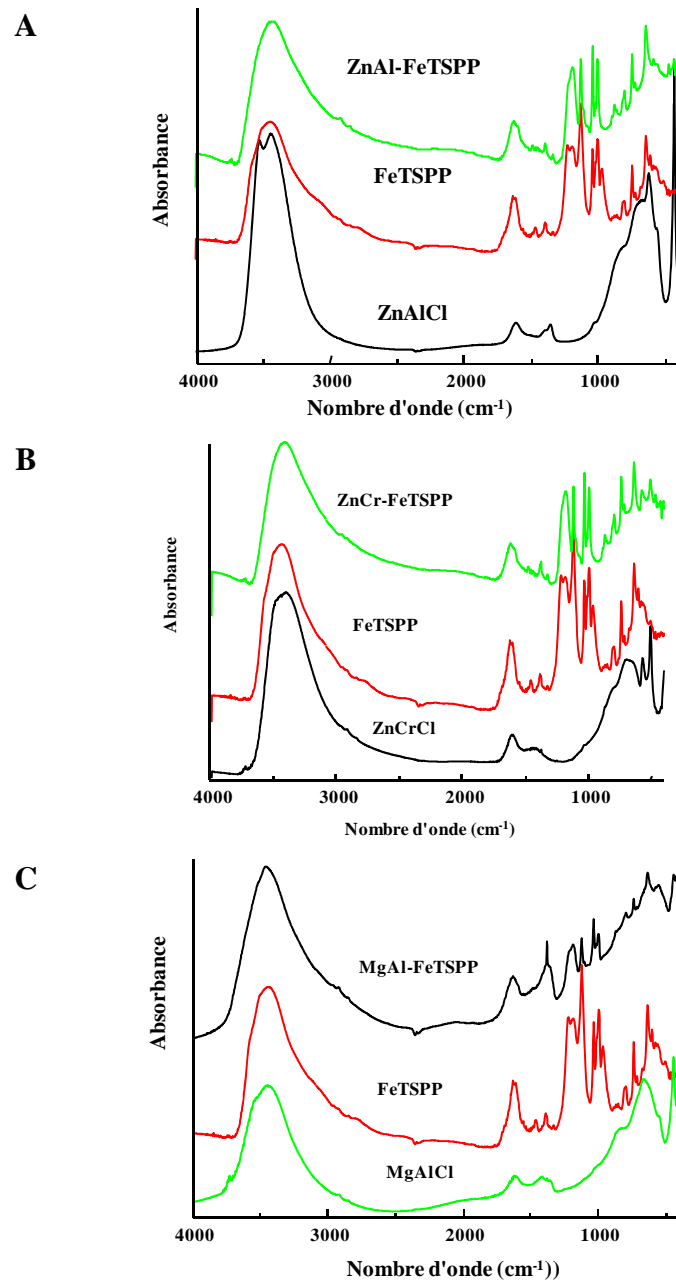 A
ZnAl-FeTSPP
FeTSPP
ZnAlCl
Absorbance
4000 3000 2000 1000
Nombre d'onde (cm-1)
B
ZnCr-FeTSPP
FeTSPP
ZnCrCl
Absorbance
4000 3000 2000 1000
Nombre d'onde (cm-1)
C
MgAl-FeTSPP
FeTSPP
MgAlCl
Absorbance
4000 3000 2000 1000
Nombre d'onde (cm-1))